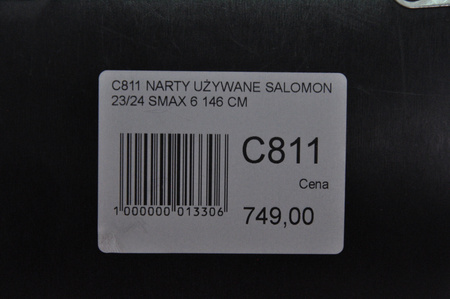 C811 NARTY UŻYWANE SALOMON
23/24 SMAX 6 146 CM
C811
Cena
1 000000 013306
749,00